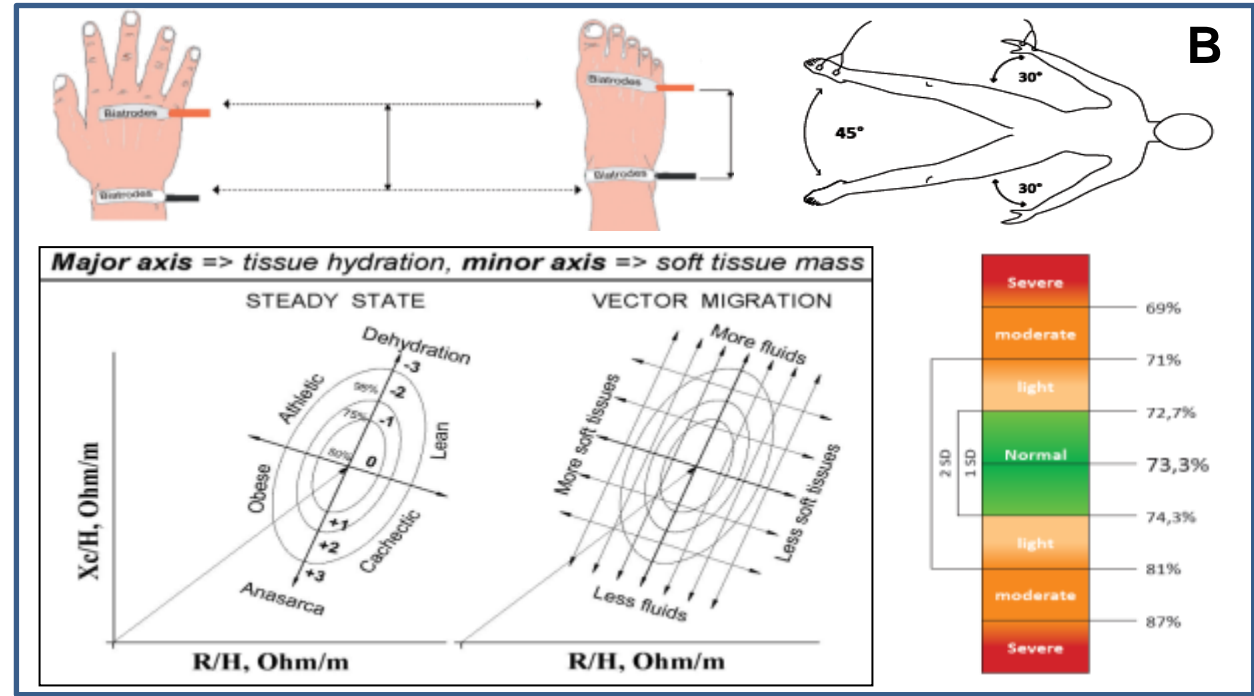 B
Biatrodes
Biatrodes
Biatrodes
Biatrodes
30°
45°
30°
Major axis => tissue hydration, minor axis => soft tissue mass
STEADY STATE
Dehydration
-3
-2
-1
0
+1
+2
+3
95%
75%
50%
Athletic
Lean
Obese
Cachectic
Anasarca
Xc/H, Ohm/m
R/H, Ohm/m
VECTOR MIGRATION
More fluids
More soft tissues
Less soft tissues
Less fluids
R/H, Ohm/m
Severe
69%
moderate
71%
light
72,7%
Normal
73,3%
74,3%
light
81%
moderate
87%
Severe
2 SD
1 SD